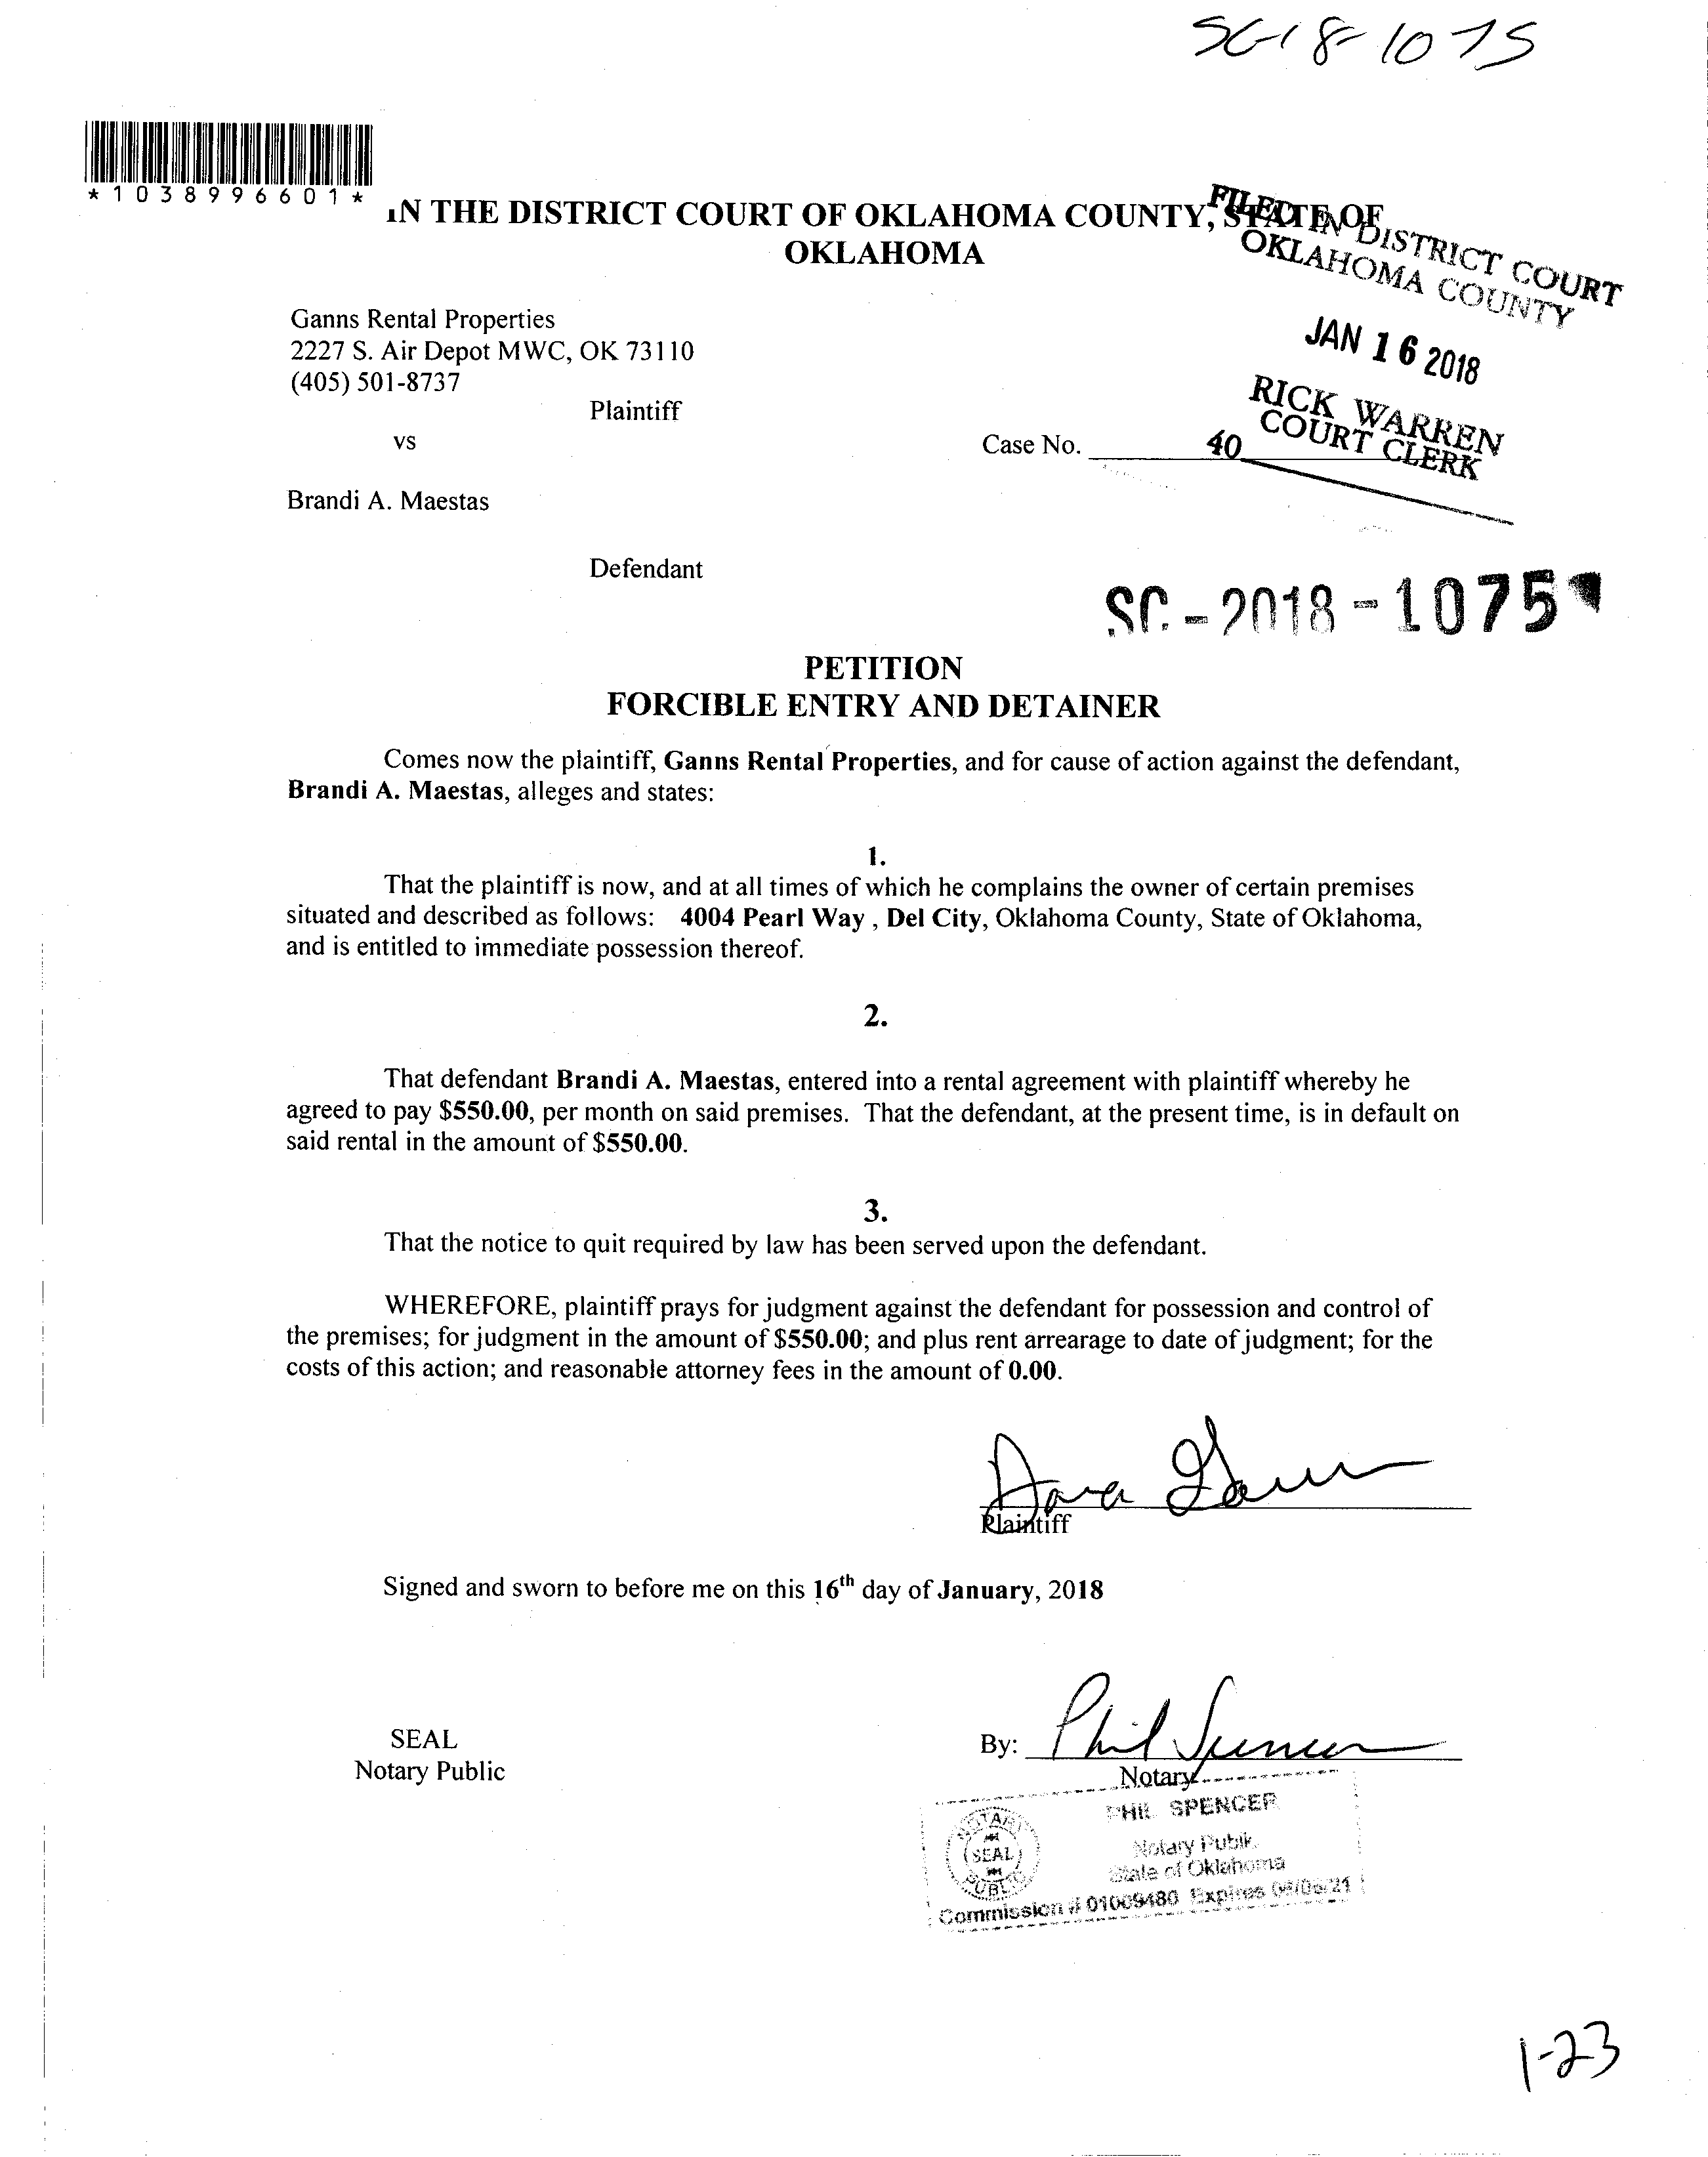 SC-18-1075
*1038996601*
IN THE DISTRICT COURT OF OKLAHOMA COUNTY, STATE OF
OKLAHOMA
FILED IN DISTRICT COURT
OKLAHOMA COUNTY
JAN 16 2018
RICK WARREN
COURT CLERK
40
Ganns Rental Properties
2227 S. Air Depot MWC, OK 73110
(405) 501-8737
Plaintiff
vs
Case No.
Brandi A. Maestas
Defendant
SC-2018-1075
PETITION
FORCIBLE ENTRY AND DETAINER
Comes now the plaintiff, Ganns Rental Properties, and for cause of action against the defendant,
Brandi A. Maestas, alleges and states:
1.
That the plaintiff is now, and at all times of which he complains the owner of certain premises
situated and described as follows: 4004 Pearl Way , Del City, Oklahoma County, State of Oklahoma,
and is entitled to immediate possession thereof.
2.
That defendant Brandi A. Maestas, entered into a rental agreement with plaintiff whereby he
agreed to pay $550.00, per month on said premises. That the defendant, at the present time, is in default on
said rental in the amount of $550.00.
3.
That the notice to quit required by law has been served upon the defendant.
WHEREFORE, plaintiff prays for judgment against the defendant for possession and control of
the premises; for judgment in the amount of $550.00; and plus rent arrearage to date of judgment; for the
costs of this action; and reasonable attorney fees in the amount of 0.00.
Plaintiff
Signed and sworn to before me on this 16th day of January, 2018
SEAL
Notary Public
By: Phil Spencer
Notary
PHIL SPENCER
NOTARY
SEAL
PUBLIC
Notary Public
State of Oklahoma
Commission # 01009480 Expires
1-23